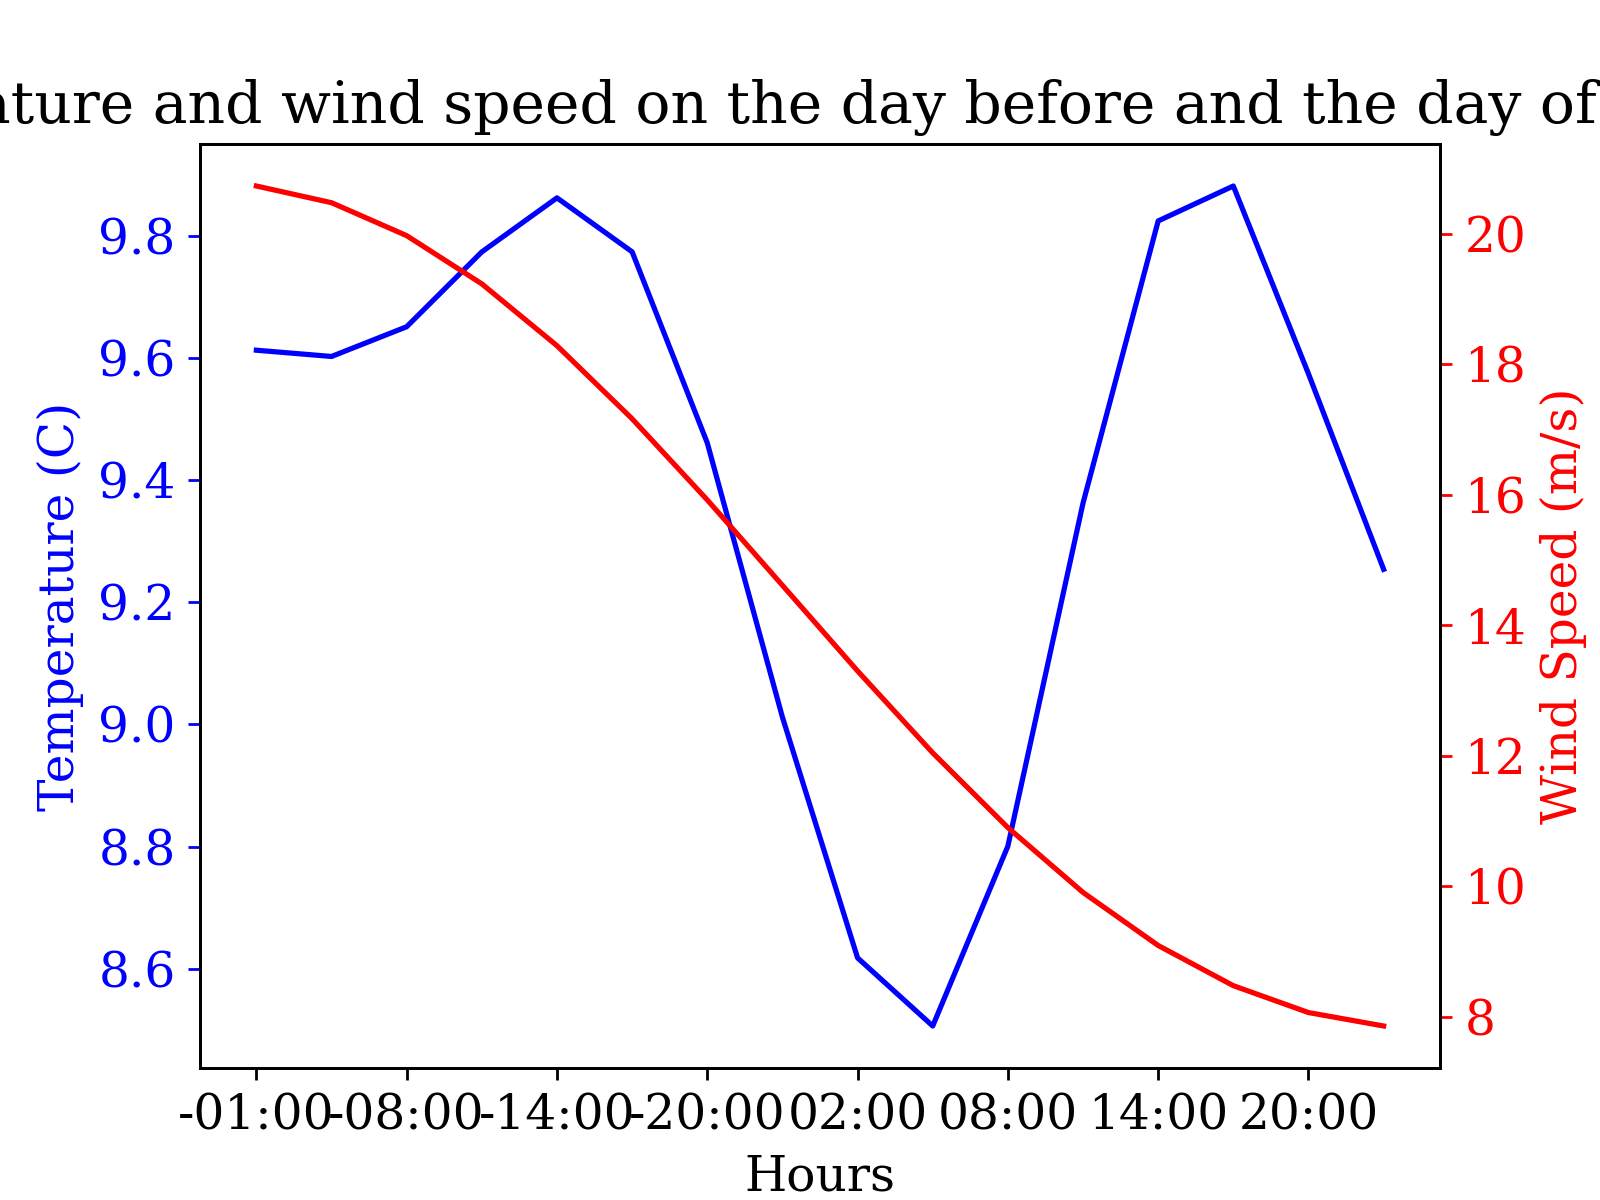 ature and wind speed on the day before and the day of
9.8
9.6
9.4
9.2
9.0
8.8
8.6
Temperature (C)
20
18
16
14
12
10
8
Wind Speed (m/s)
-01:00 -08:00 -14:00 -20:00 02:00 08:00 14:00 20:00
Hours